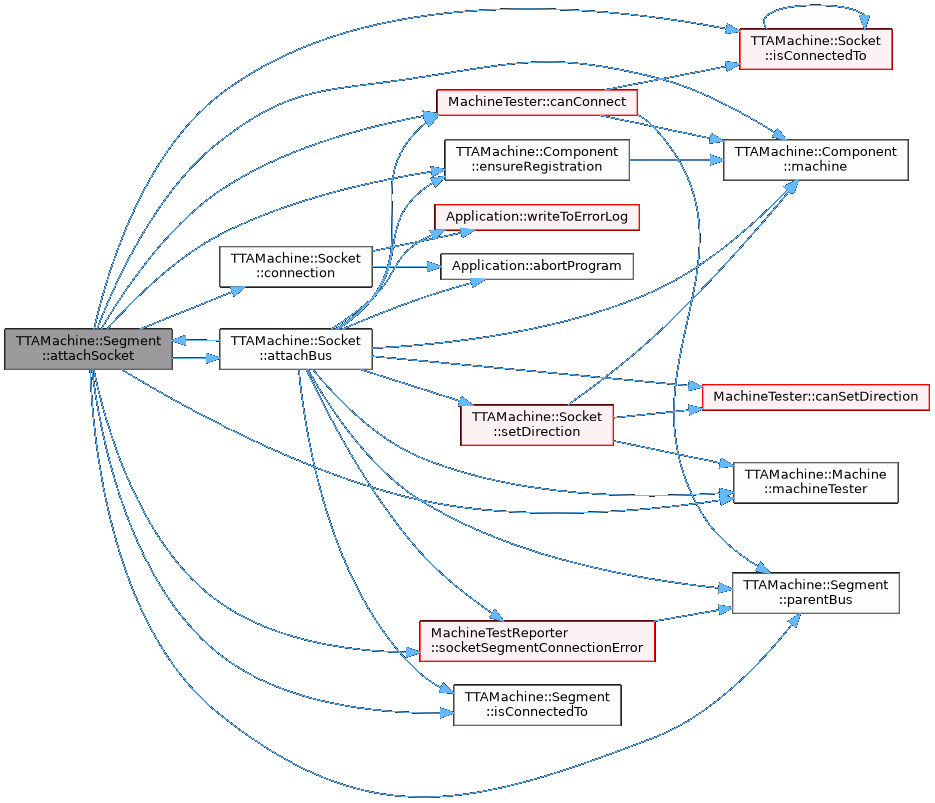 TTAMachine::Socket
::isConnectedTo
MachineTester::canConnect
TTAMachine::Component
::ensureRegistration
TTAMachine::Component
::machine
Application::writeToErrorLog
TTAMachine::Socket
::connection
Application::abortProgram
TTAMachine::Segment
::attachSocket
TTAMachine::Socket
::attachBus
MachineTester::canSetDirection
TTAMachine::Socket
::setDirection
TTAMachine::Machine
::machineTester
TTAMachine::Segment
::parentBus
MachineTestReporter
::socketSegmentConnectionError
TTAMachine::Segment
::isConnectedTo